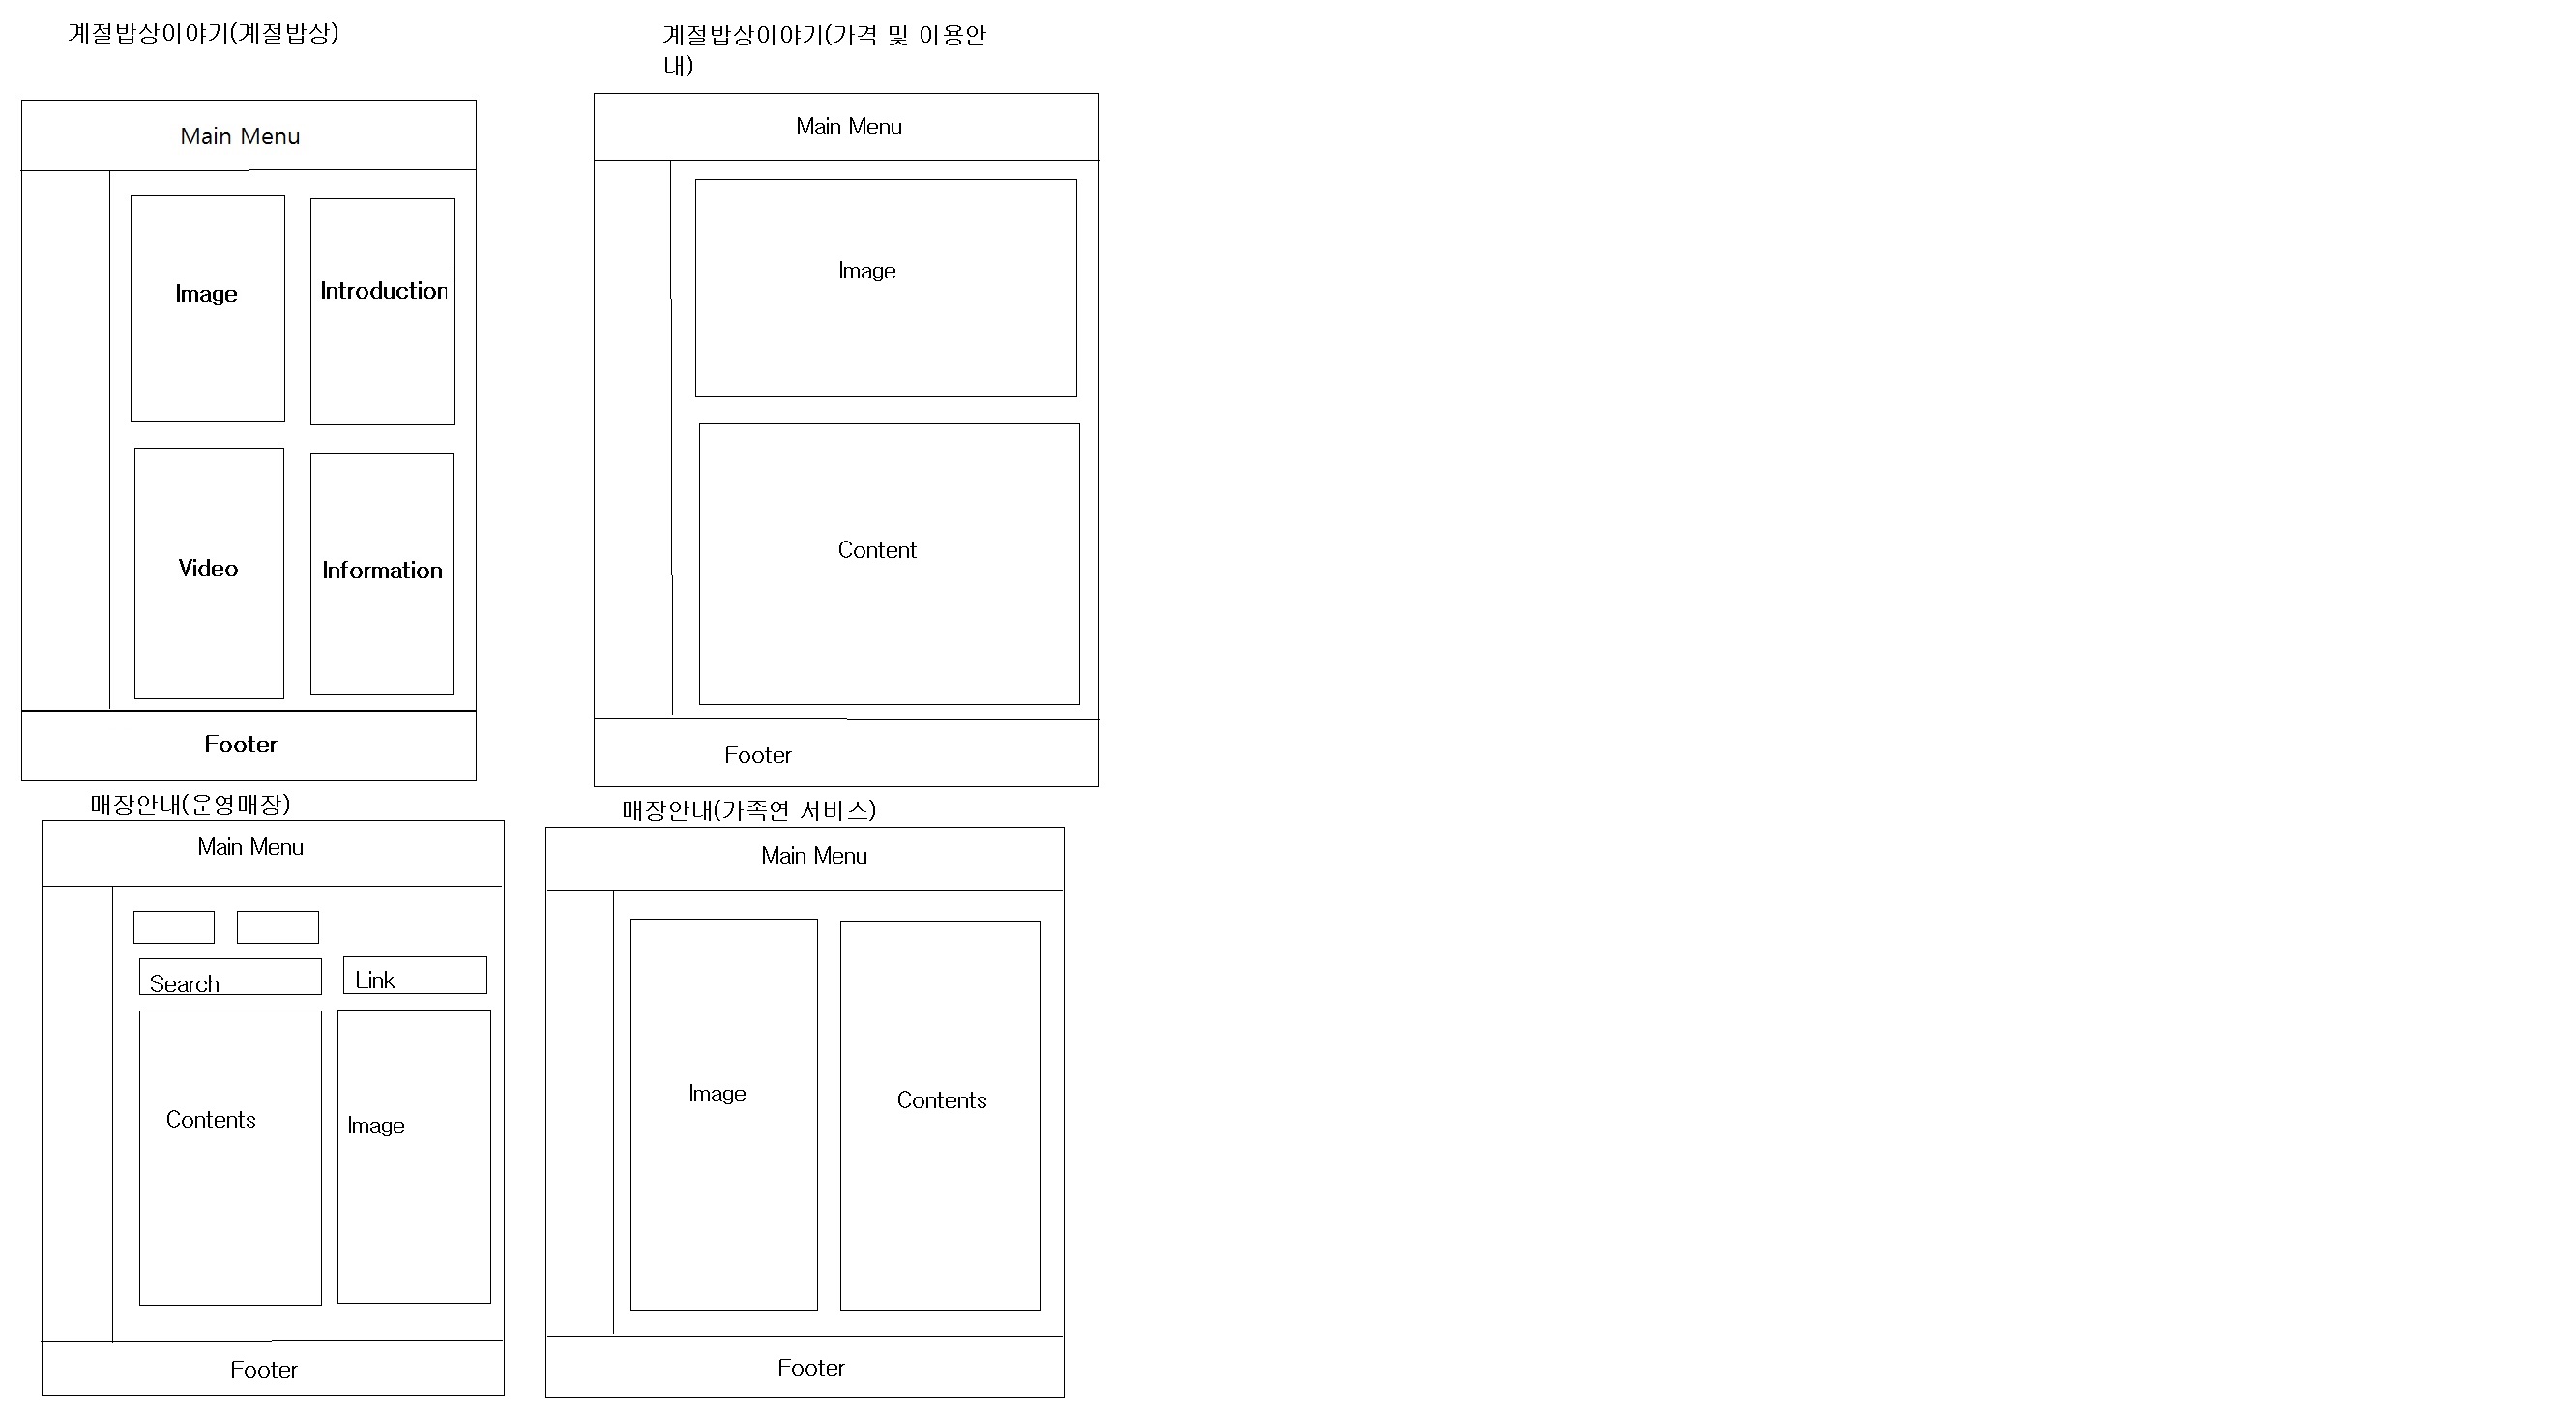 계절밥상이야기(계절밥상)
Main Menu
Image
Introduction
Video
Information
Footer
계절밥상이야기(가격 및 이용안
내)
Main Menu
Image
Content
Footer
매장안내(운영매장)
Main Menu
Search
Link
Contents
Image
Footer
매장안내(가족연 서비스)
Main Menu
Image
Contents
Footer